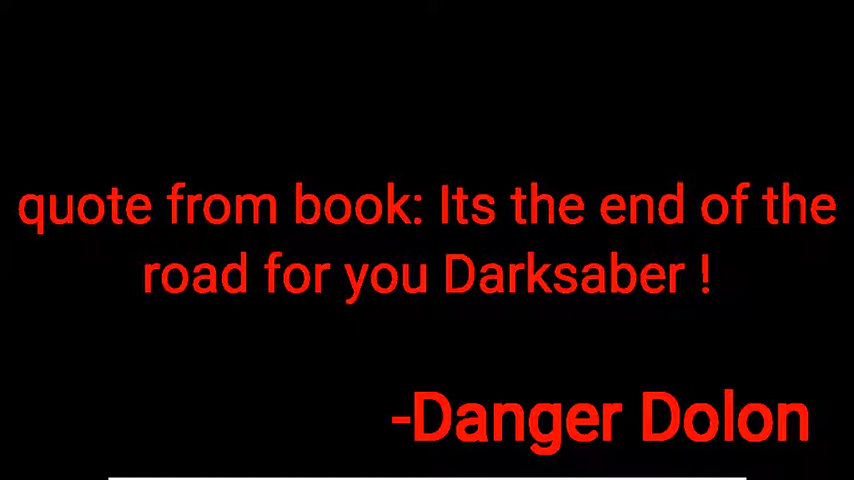 quote from book: Its the end of the
road for you Darksaber !
-Danger Dolon